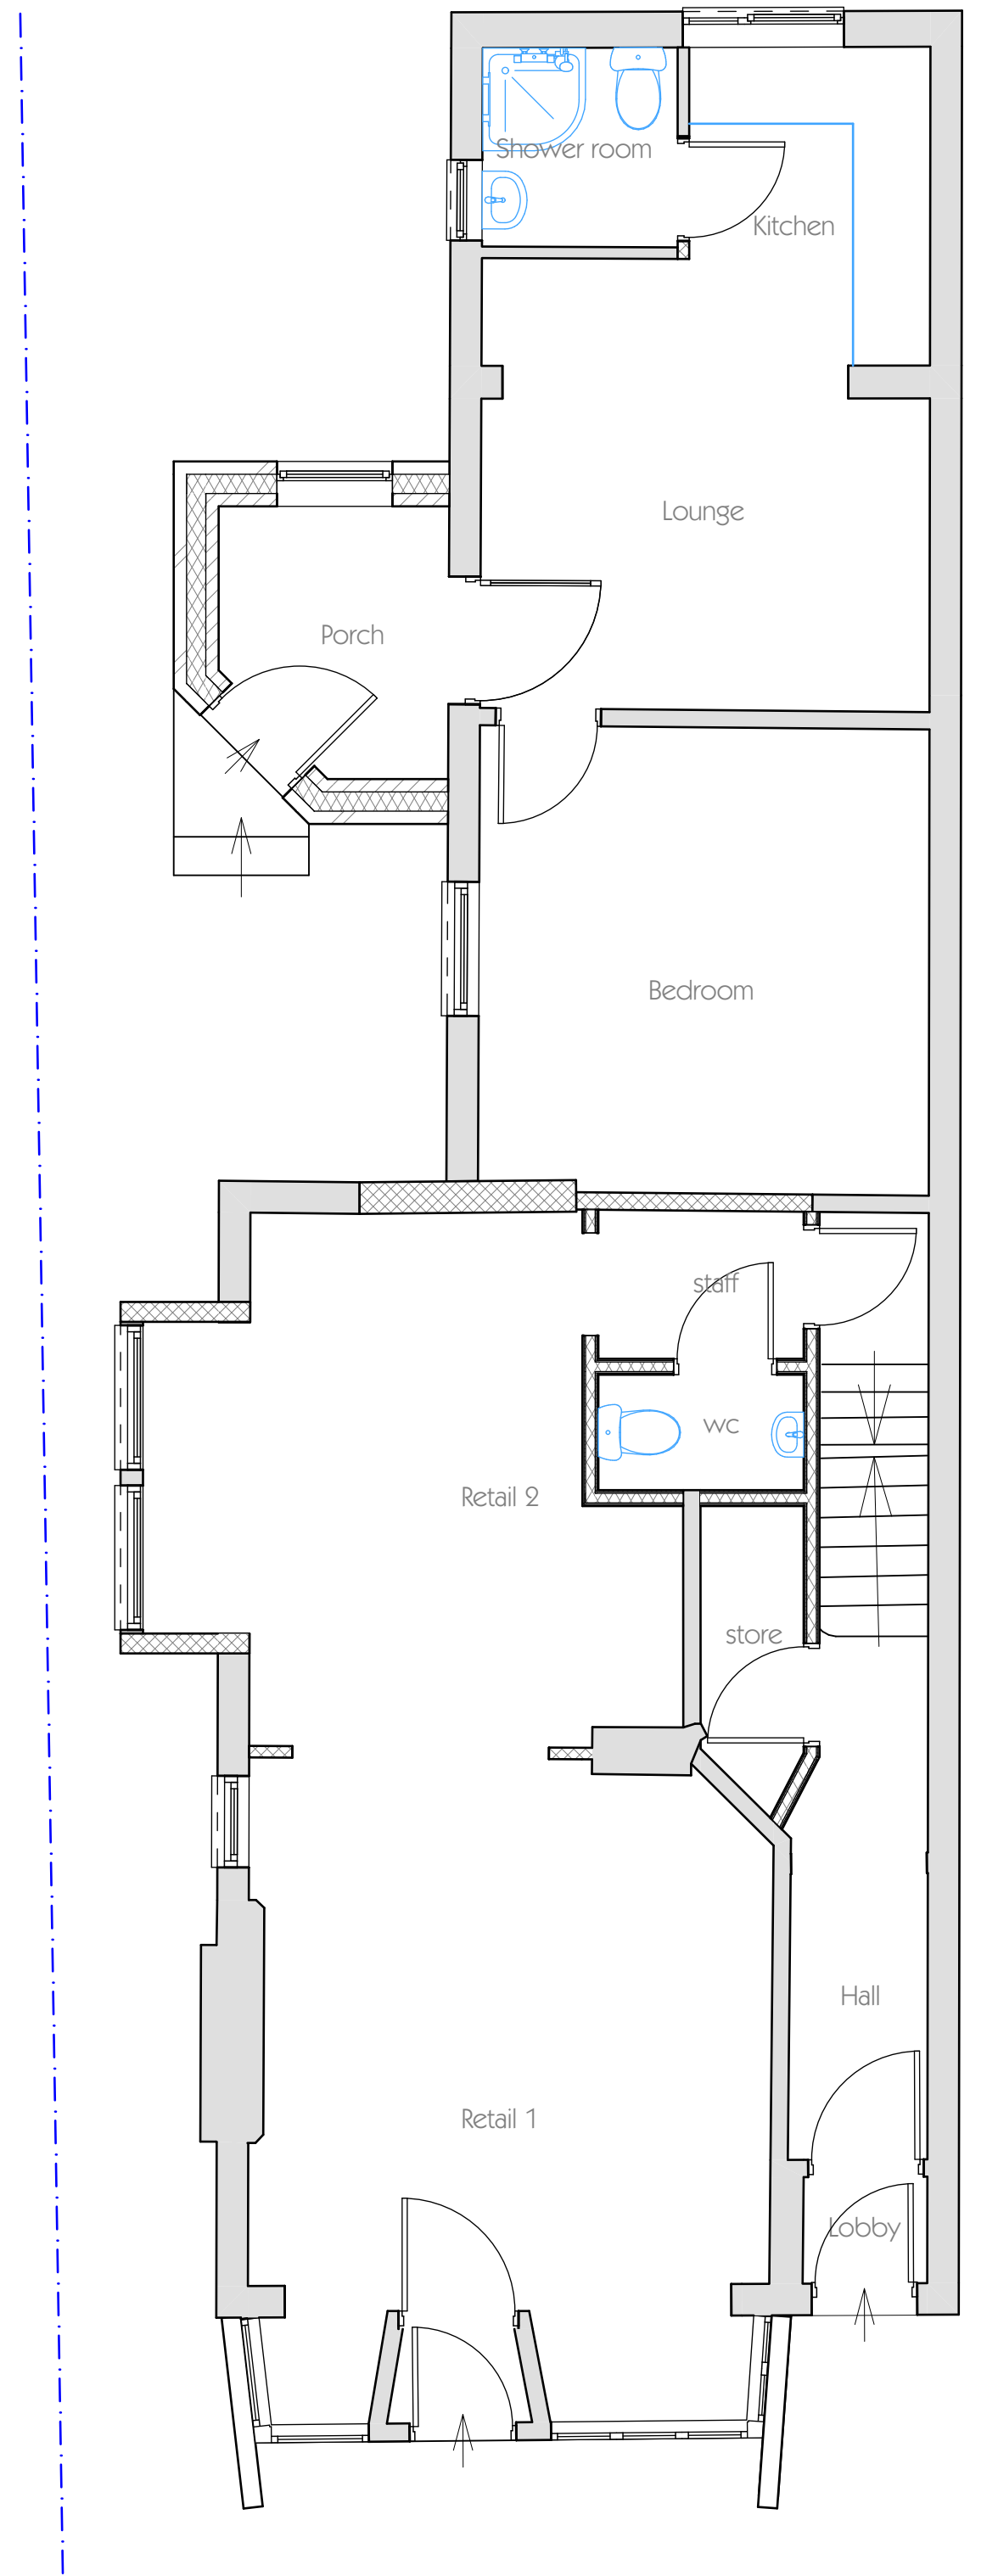 Shower room
Kitchen
Lounge
Porch
Bedroom
staff
wc
Retail 2
store
Hall
Retail 1
Lobby